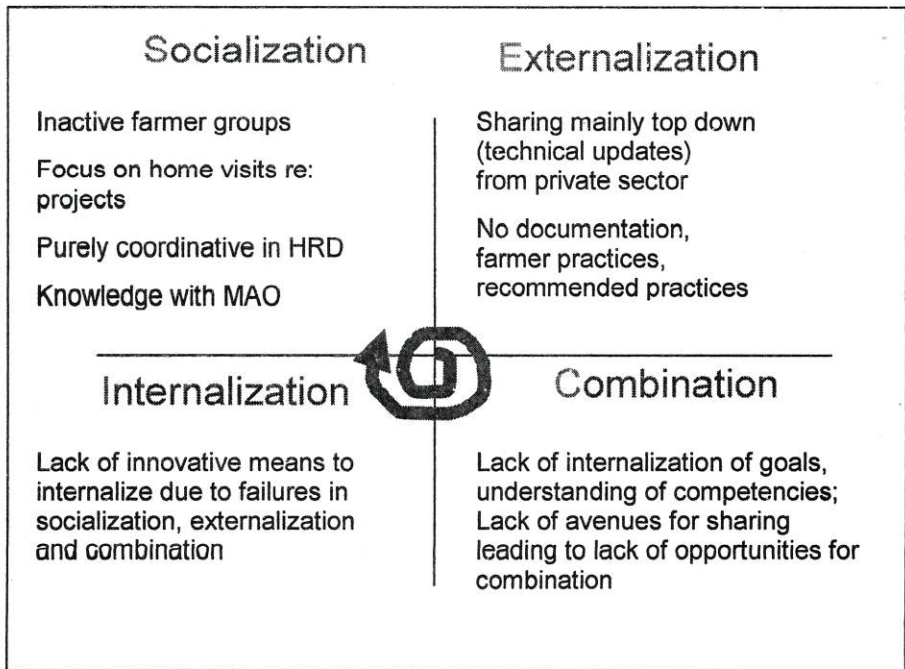 Socialization
Inactive farmer groups
Focus on home visits re:
projects
Purely coordinative in HRD
Knowledge with MAO
Externalization
Sharing mainly top down
(technical updates)
from private sector
No documentation,
farmer practices,
recommended practices
Internalization
Lack of innovative means to
internalize due to failures in
socialization, externalization
and combination
Combination
Lack of internalization of goals,
understanding of competencies;
Lack of avenues for sharing
leading to lack of opportunities for
combination